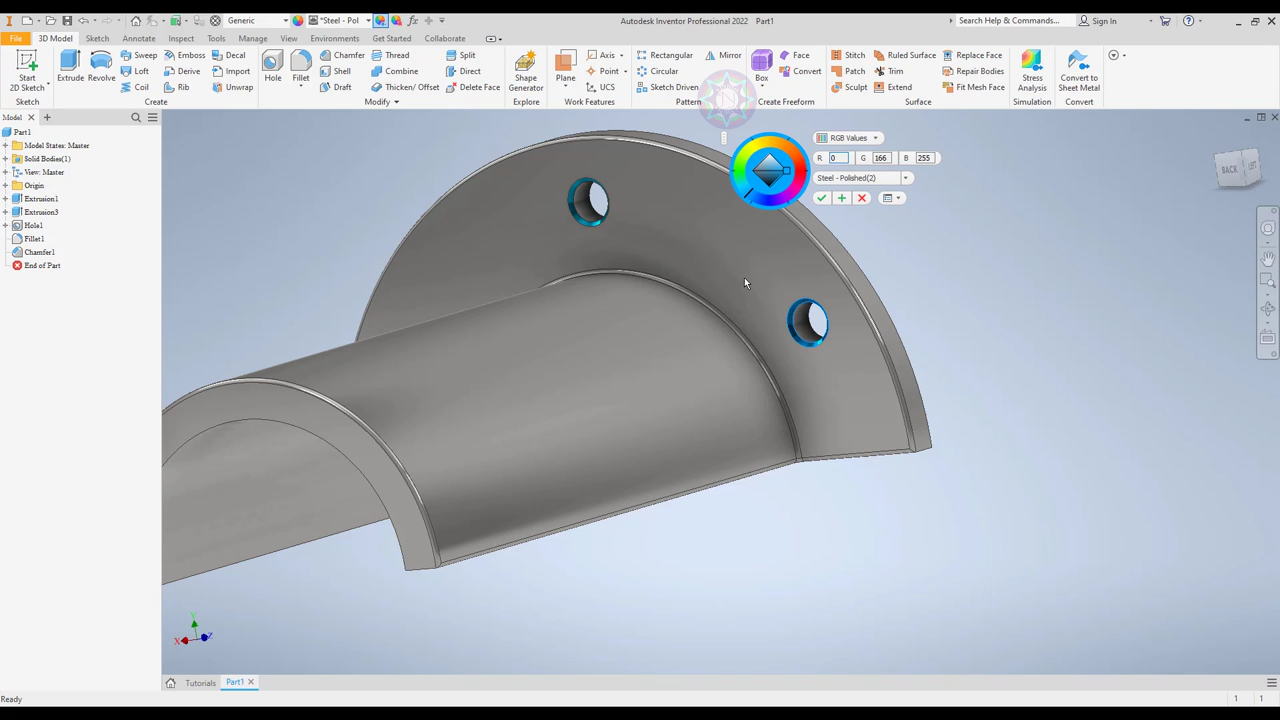 Generic
*Steel - Pol
Autodesk Inventor Professional 2022 Part1
Search Help & Commands...
Sign In
File 3D Model Sketch Annotate Inspect Tools Manage View Environments Get Started Collaborate
Start
2D Sketch
Extrude
Revolve
Sweep
Loft
Coil
Emboss
Derive
Rib
Decal
Import
Unwrap
Hole
Fillet
Chamfer
Shell
Draft
Thread
Combine
Thicken/ Offset
Split
Direct
Delete Face
Shape
Generator
Plane
Axis
Point
UCS
Rectangular
Circular
Sketch Driven
Mirror
Box
Face
Convert
Stitch
Patch
Sculpt
Ruled Surface
Trim
Extend
Replace Face
Repair Bodies
Fit Mesh Face
Stress
Analysis
Convert to
Sheet Metal
Sketch Create Modify Explore Work Features Pattern Create Freeform Surface Simulation Convert
Model
Part1
Model States: Master
Solid Bodies(1)
View: Master
Origin
Extrusion1
Extrusion3
Hole1
Fillet1
Chamfer1
End of Part
RGB Values
R 0 G 166 B 255
Steel - Polished(2)
BACK
LEFT
Y
X
Z
Tutorials Part1
Ready 1 1